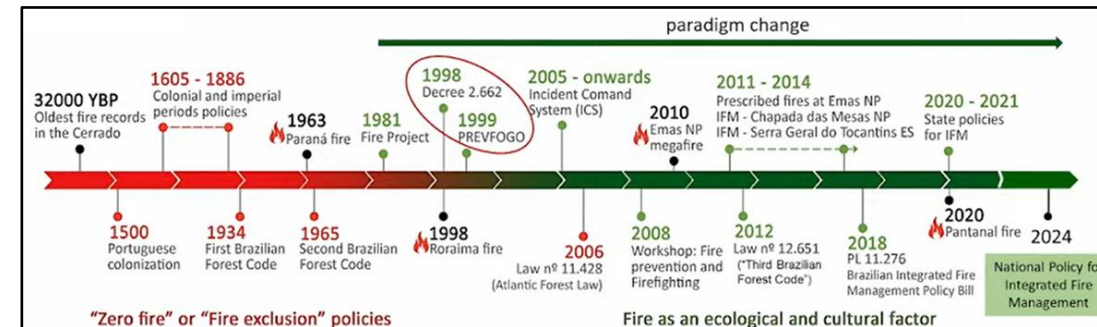 paradigm change
32000 YBP
Oldest fire records
in the Cerrado
1605 - 1886
Colonial and imperial
periods policies
1963
Paraná fire
1981
Fire Project
1998
Decree 2.662
1999
PREVFOGO
2005 - onwards
Incident Comand
System (ICS)
2010
Emas NP
megafire
2011 - 2014
Prescribed fires at Emas NP
IFM - Chapada das Mesas NP
IFM - Serra Geral do Tocantins ES
2020 - 2021
State policies
for IFM
1500
Portuguese
colonization
1934
First Brazilian
Forest Code
1965
Second Brazilian
Forest Code
1998
Roraima fire
2006
Law nº 11.428
(Atlantic Forest Law)
2008
Workshop: Fire
prevention and
Firefighting
2012
Law nº 12.651
("Third Brazilian
Forest Code")
2018
PL 11.276
Brazilian Integrated Fire
Management Policy Bill
2020
Pantanal fire
2024
National Policy fo
Integrated Fire
Management
"Zero fire" or "Fire exclusion" policies
Fire as an ecological and cultural factor